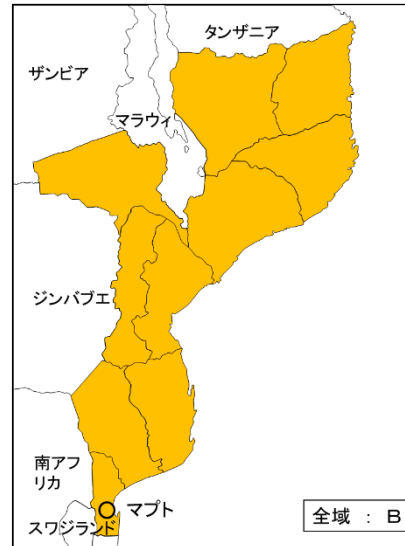 タンザニア
ザンビア
マラウィ
ジンバブエ
南アフ
リカ
マプト
スワジランド
全域 : B